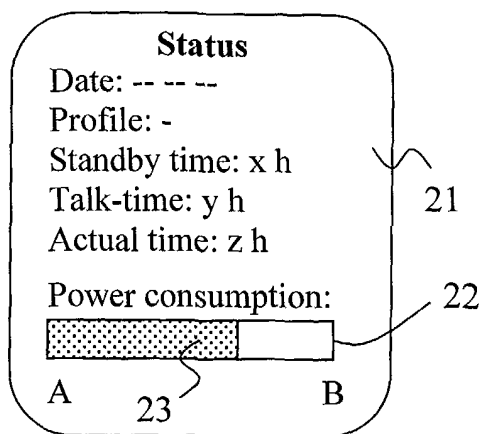 Status
Date: -- -- --
Profile: -
Standby time: x h
Talk-time: y h
Actual time: z h
Power consumption:
A B
21
22
23